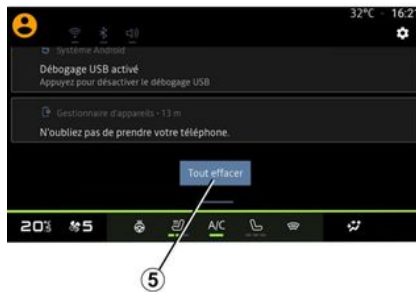 32°C 16:2
Système Android
Débogage USB activé
Appuyez pour désactiver le débogage USB
Gestionnaire d'appareils • 13 m
N'oubliez pas de prendre votre téléphone.
Tout effacer
20 5 A/C
5